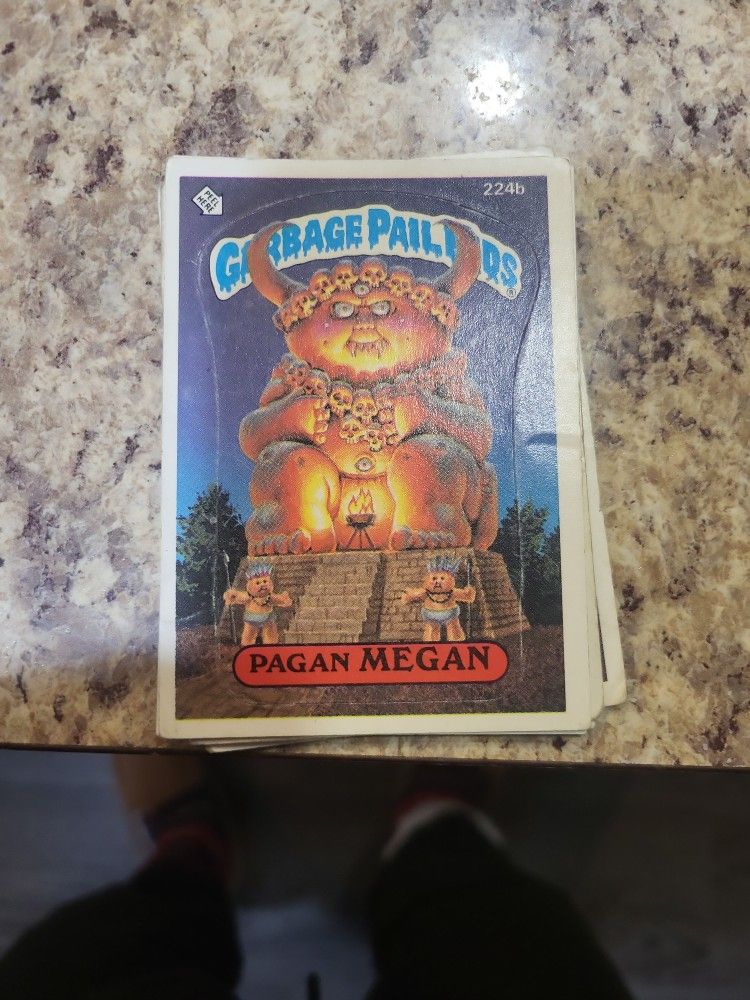 PEEL
HERE
224b
GARBAGE PAIL KIDS®
PAGAN MEGAN